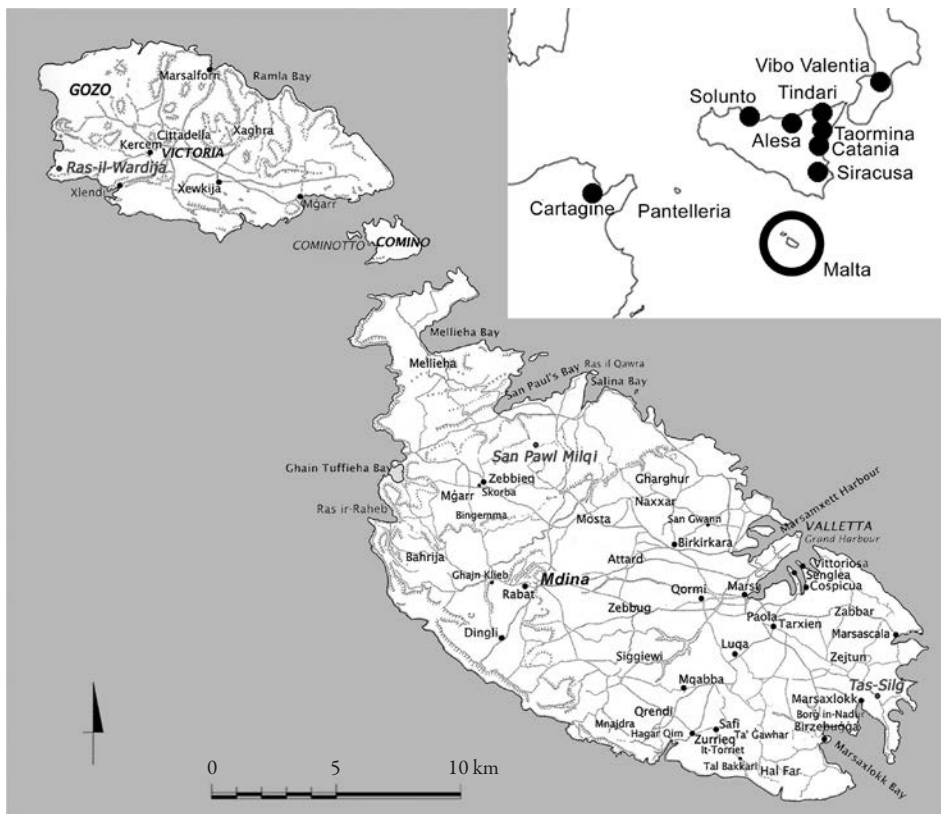 Marsalforn
Ramla Bay
GOZO
Cittadella
Xaghra
Kercem
VICTORIA
Ras-il-Wardija
Xlendi
Xewkija
Mġarr
COMINOTTO
COMINO
Vibo Valentia
Tindari
Solunto
Alesa
Taormina
Catania
Siracusa
Cartagine
Pantelleria
Malta
Mellieha Bay
Mellieha
San Paul's Bay
Ras il Qawra
Salina Bay
San Pawl Milqi
Ghain Tuffieha Bay
Zebbieq
Mġarr
Skorba
Gharghur
Naxxar
Ras ir-Raheb
Bingemma
Mosta
San Gwann
Marsamxett Harbour
VALLETTA
Grand Harbour
Birkirkara
Bahrija
Attard
Vittoriosa
Senglea
Cospicua
Ghajn Klieb
Mdina
Rabat
Qormi
Marsa
Zebbug
Zabbar
Paola
Tarxien
Dingli
Marsascala
Luqa
Siggiewi
Zejtun
Mqabba
Tas-Silġ
Marsaxlokk
Qrendi
Borg in-Nadur
Mnajdra
Safi
Birzebuġġa
Hagar Qim
Zurrieq
Ta' Gawhar
It-Torriet
Tal Bakkari
Hal Far
Marsaxlokk Bay
0 5 10 km